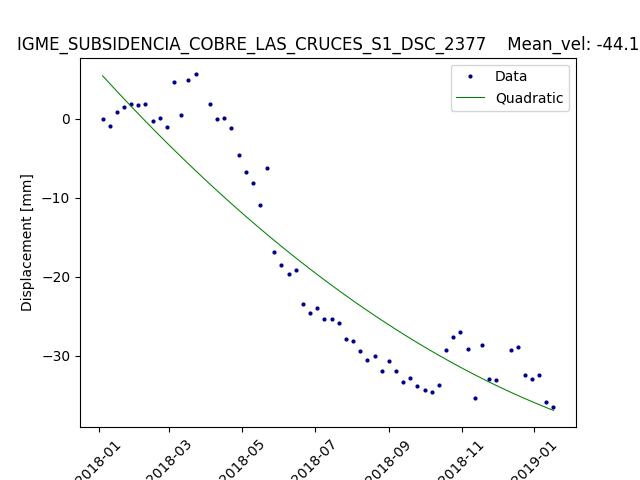 IGME_SUBSIDENCIA_COBRE_LAS_CRUCES_S1_DSC_2377 Mean_vel: -44.1
Data
Quadratic
Displacement [mm]
0
−10
−20
−30
2018-01
2018-03
2018-05
2018-07
2018-09
2018-11
2019-01